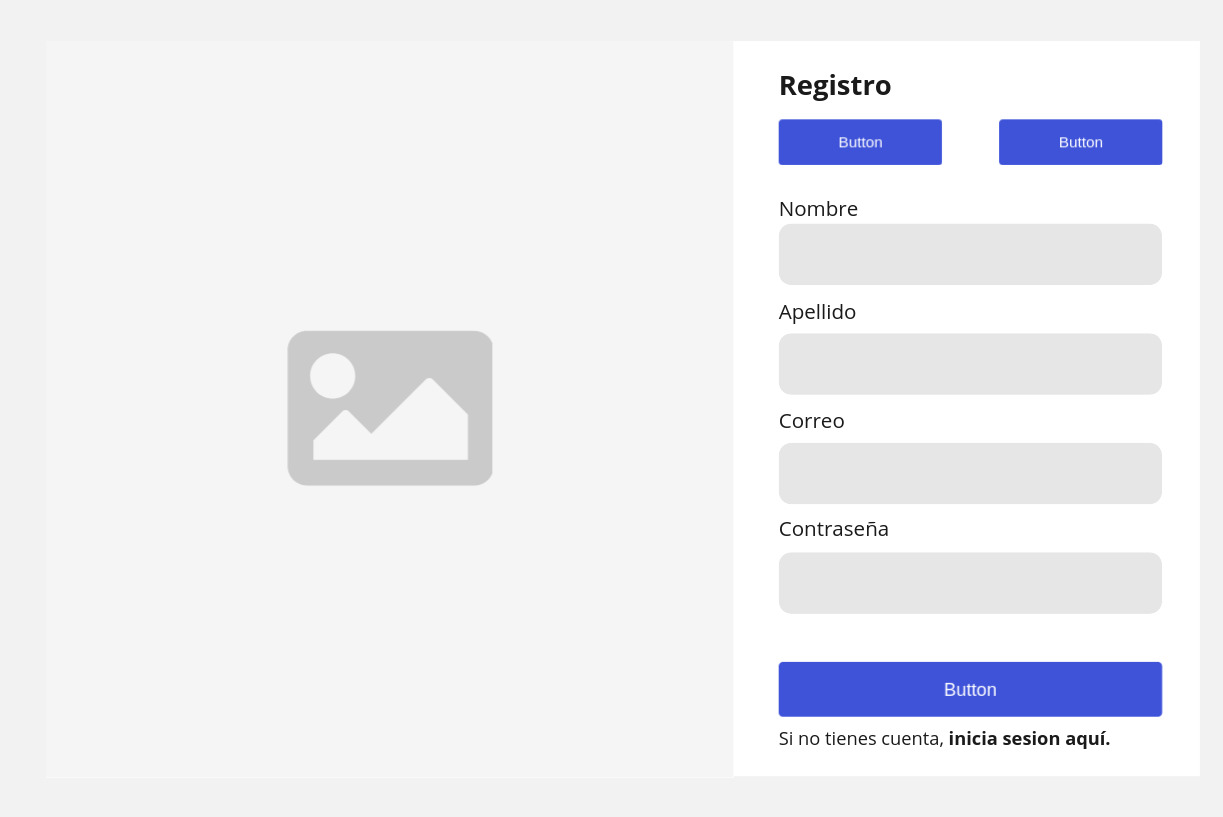 Registro
Button Button
Nombre
Apellido
Correo
Contraseña
Button
Si no tienes cuenta, inicia sesion aquí.